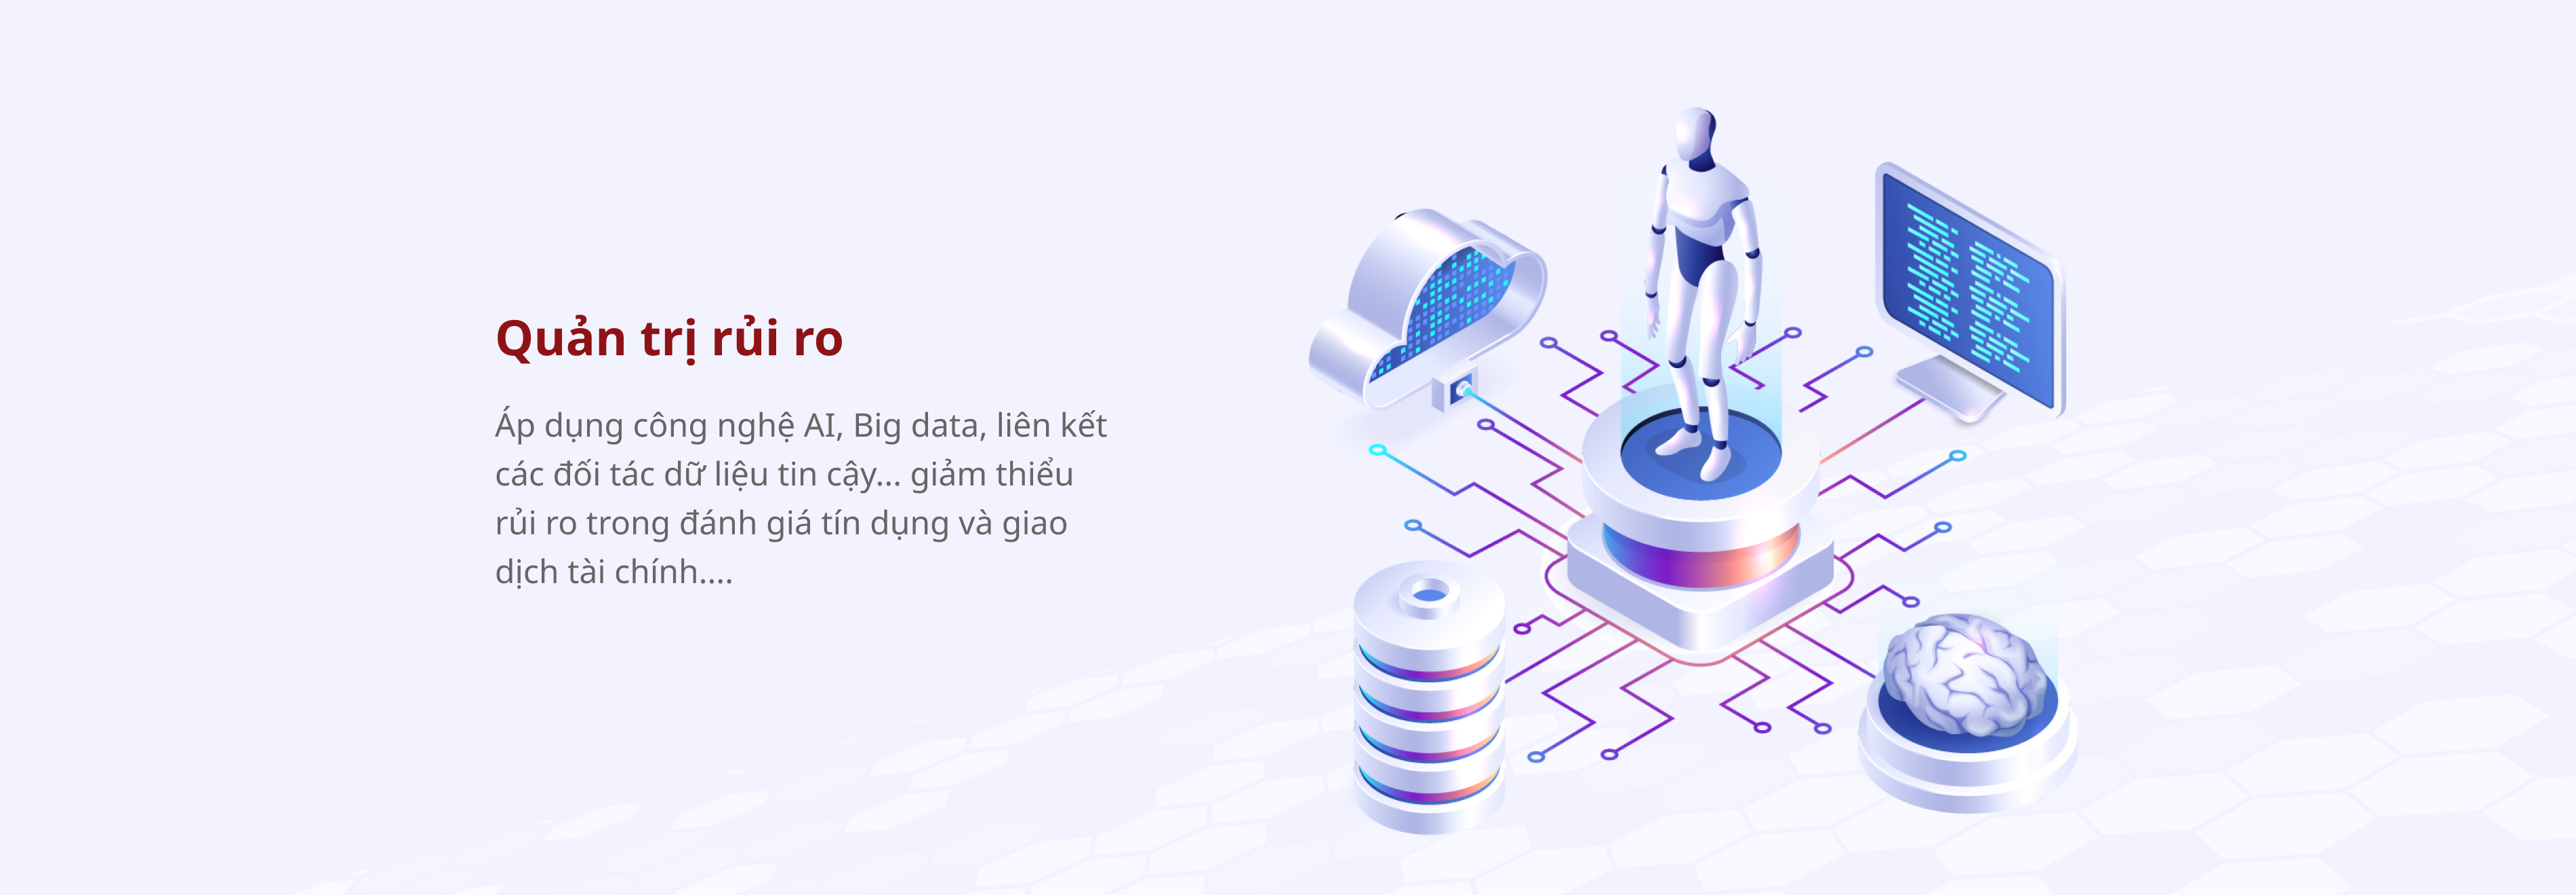 Quản trị rủi ro
Áp dụng công nghệ AI, Big data, liên kết
các đối tác dữ liệu tin cậy... giảm thiểu
rủi ro trong đánh giá tín dụng và giao
dịch tài chính....